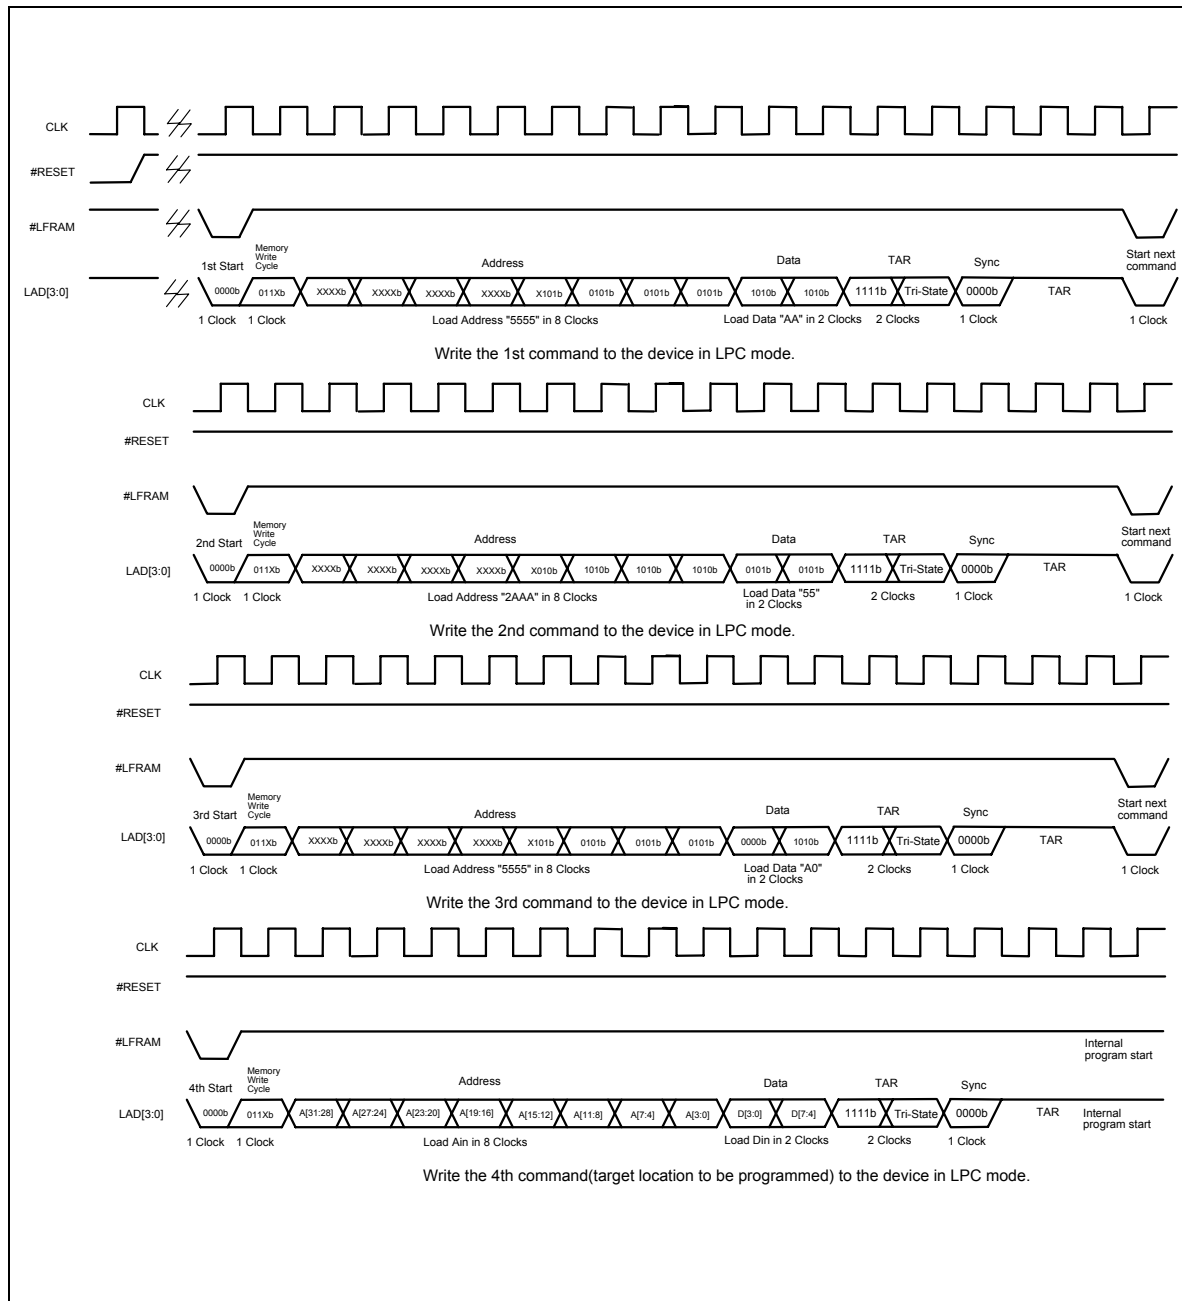 CLK
#RESET
#LFRAM
Memory
Write
Cycle
1st Start
Address
Data
TAR
Sync
Start next
command
LAD[3:0]
0000b 011Xb XXXXb XXXXb XXXXb XXXXb X101b 0101b 0101b 0101b 1010b 1010b 1111b Tri-State 0000b TAR
1 Clock 1 Clock Load Address "5555" in 8 Clocks Load Data "AA" in 2 Clocks 2 Clocks 1 Clock 1 Clock
Write the 1st command to the device in LPC mode.
CLK
#RESET
#LFRAM
Memory
Write
Cycle
2nd Start
Address
Data
TAR
Sync
Start next
command
LAD[3:0]
0000b 011Xb XXXXb XXXXb XXXXb XXXXb X010b 1010b 1010b 1010b 0101b 0101b 1111b Tri-State 0000b TAR
1 Clock 1 Clock Load Address "2AAA" in 8 Clocks
Load Data "55"
in 2 Clocks
2 Clocks 1 Clock 1 Clock
Write the 2nd command to the device in LPC mode.
CLK
#RESET
#LFRAM
Memory
Write
Cycle
3rd Start
Address
Data
TAR
Sync
Start next
command
LAD[3:0]
0000b 011Xb XXXXb XXXXb XXXXb XXXXb X101b 0101b 0101b 0101b 0000b 1010b 1111b Tri-State 0000b TAR
1 Clock 1 Clock Load Address "5555" in 8 Clocks
Load Data "A0"
in 2 Clocks
2 Clocks 1 Clock 1 Clock
Write the 3rd command to the device in LPC mode.
CLK
#RESET
#LFRAM
Internal
program start
Memory
Write
Cycle
4th Start
Address
Data
TAR
Sync
LAD[3:0]
0000b 011Xb A[31:28] A[27:24] A[23:20] A[19:16] A[15:12] A[11:8] A[7:4] A[3:0] D[3:0] D[7:4] 1111b Tri-State 0000b TAR
Internal
program start
1 Clock 1 Clock Load Ain in 8 Clocks Load Din in 2 Clocks 2 Clocks 1 Clock
Write the 4th command(target location to be programmed) to the device in LPC mode.